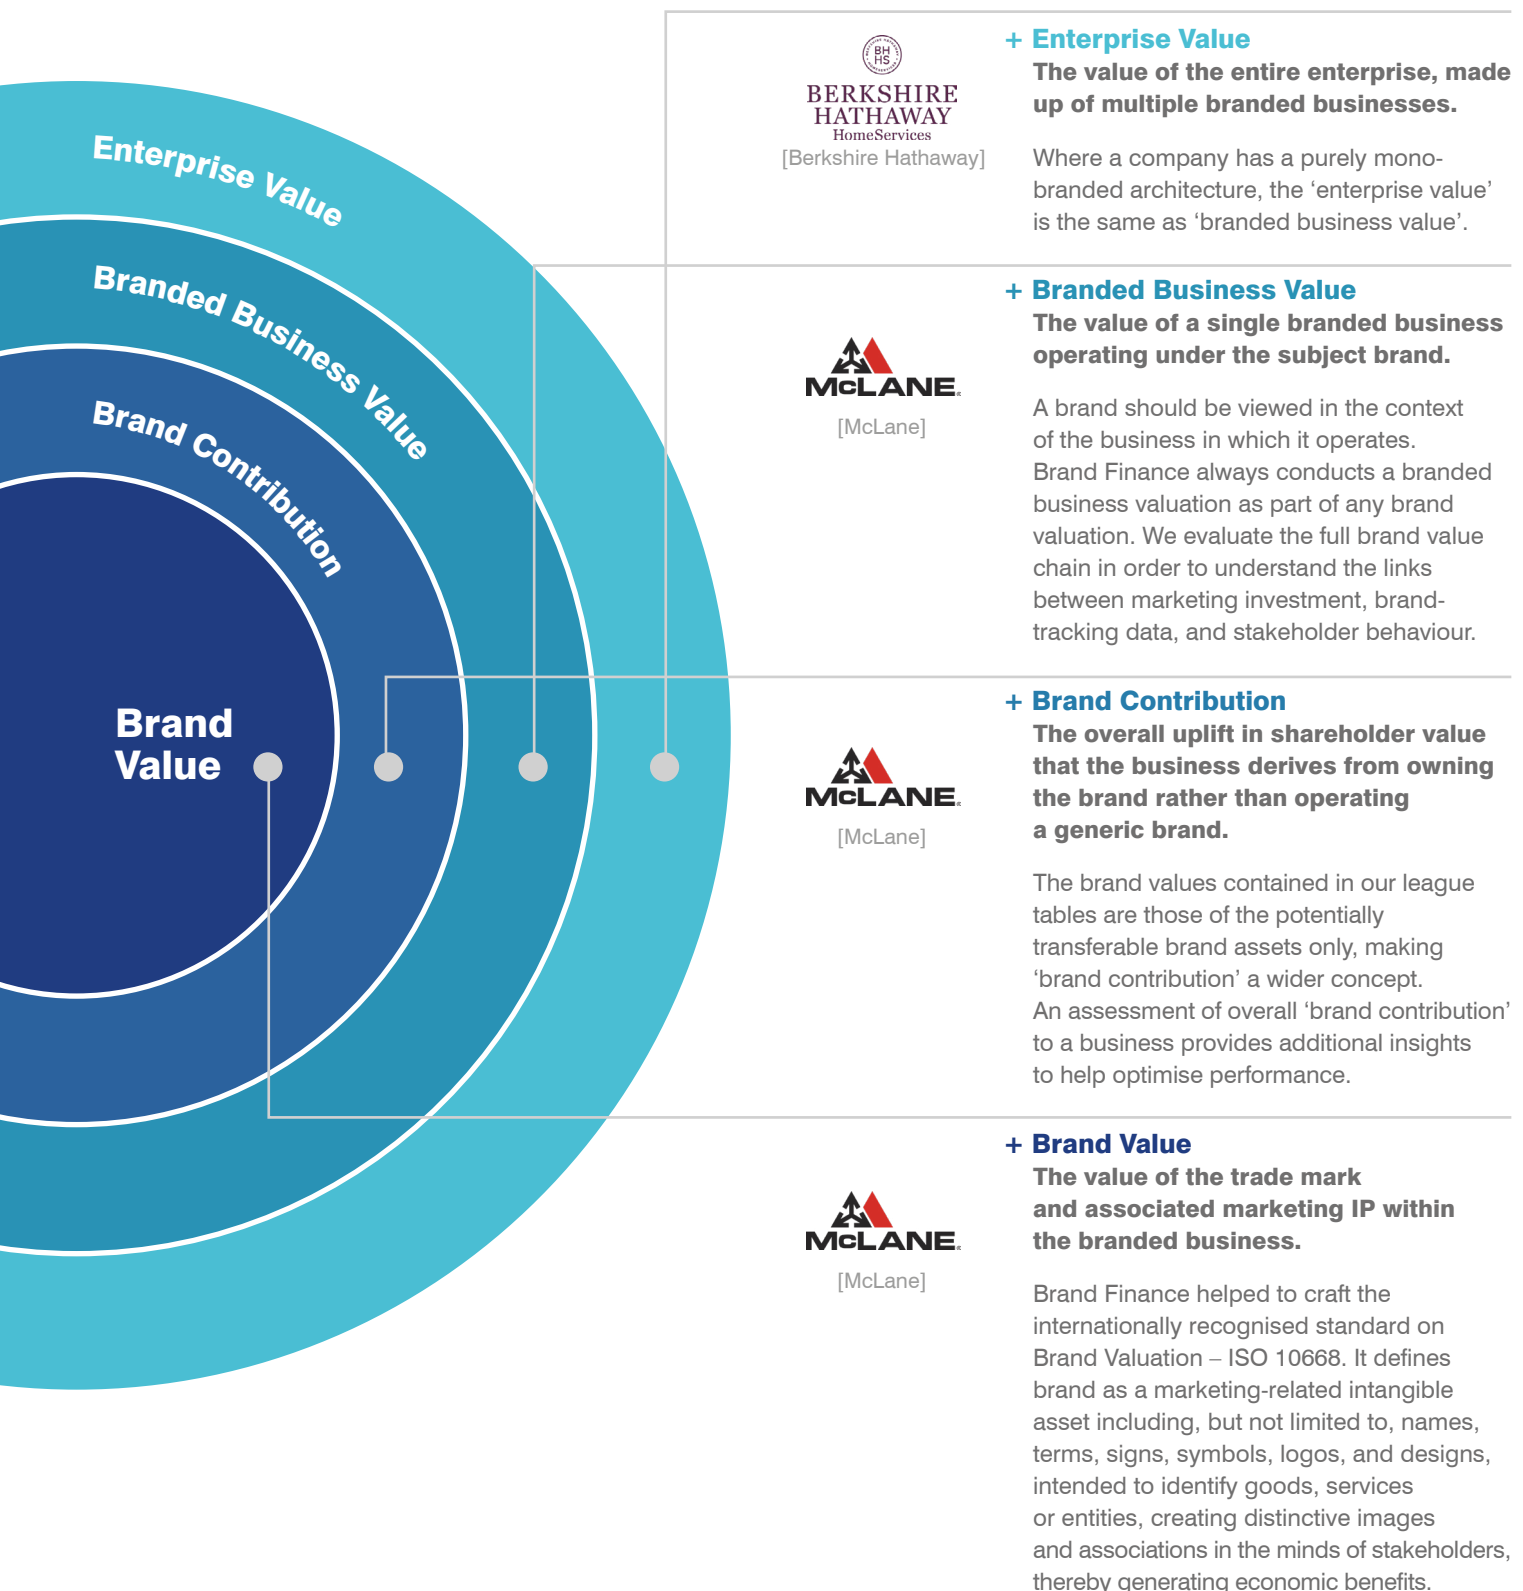 Enterprise Value
Branded Business Value
Brand Contribution
Brand
Value
BH
HS
BERKSHIRE
HATHAWAY
HomeServices
[Berkshire Hathaway]
+ Enterprise Value
The value of the entire enterprise, made
up of multiple branded businesses.
Where a company has a purely mono-
branded architecture, the ‘enterprise value’
is the same as ‘branded business value’.
McLANE
[McLane]
+ Branded Business Value
The value of a single branded business
operating under the subject brand.
A brand should be viewed in the context
of the business in which it operates.
Brand Finance always conducts a branded
business valuation as part of any brand
valuation. We evaluate the full brand value
chain in order to understand the links
between marketing investment, brand-
tracking data, and stakeholder behaviour.
McLANE
[McLane]
+ Brand Contribution
The overall uplift in shareholder value
that the business derives from owning
the brand rather than operating
a generic brand.
The brand values contained in our league
tables are those of the potentially
transferable brand assets only, making
‘brand contribution’ a wider concept.
An assessment of overall ‘brand contribution’
to a business provides additional insights
to help optimise performance.
McLANE
[McLane]
+ Brand Value
The value of the trade mark
and associated marketing IP within
the branded business.
Brand Finance helped to craft the
internationally recognised standard on
Brand Valuation – ISO 10668. It defines
brand as a marketing-related intangible
asset including, but not limited to, names,
terms, signs, symbols, logos, and designs,
intended to identify goods, services
or entities, creating distinctive images
and associations in the minds of stakeholders,
thereby generating economic benefits.